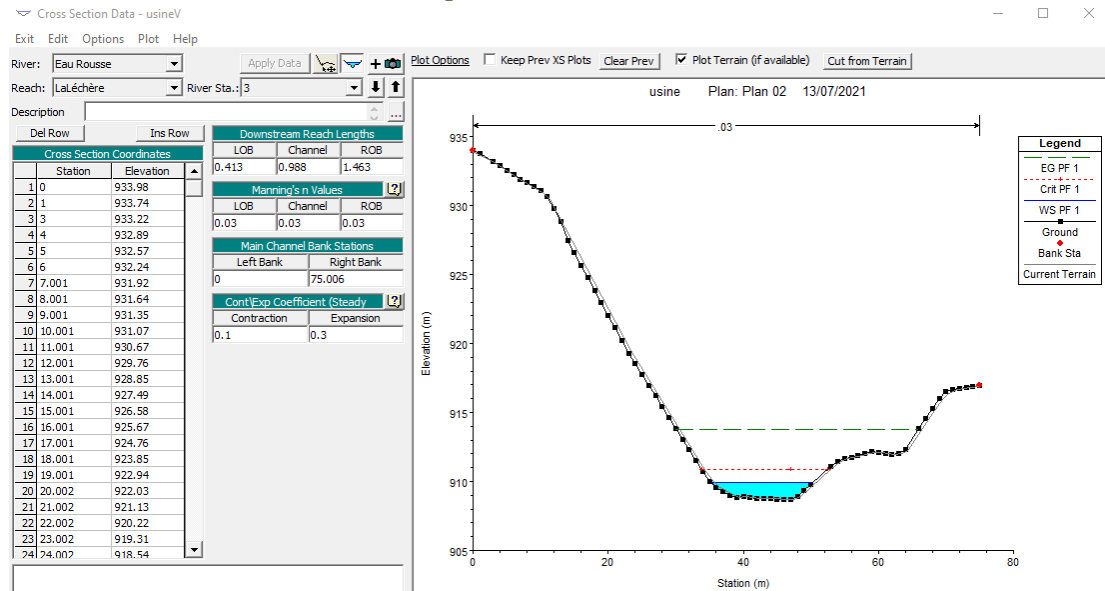 Cross Section Data - usineV
Exit Edit Options Plot Help
River: Eau Rousse Apply Data Plot Options Keep Prev XS Plots Clear Prev Plot Terrain (if available) Cut from Terrain
Reach: LaLéchère River Sta.: 3
Description ...
Del Row Ins Row
Cross Section Coordinates
Station Elevation
1 0 933.98
2 1 933.74
3 3 933.22
4 4 932.89
5 5 932.57
6 6 932.24
7 7.001 931.92
8 8.001 931.64
9 9.001 931.35
10 10.001 931.07
11 11.001 930.67
12 12.001 929.76
13 13.001 928.85
14 14.001 927.49
15 15.001 926.58
16 16.001 925.67
17 17.001 924.76
18 18.001 923.85
19 19.001 922.94
20 20.002 922.03
21 21.002 921.13
22 22.002 920.22
23 23.002 919.31
24 24.002 918.54
Downstream Reach Lengths
LOB Channel ROB
0.413 0.988 1.463
Manning's n Values
LOB Channel ROB
0.03 0.03 0.03
Main Channel Bank Stations
Left Bank Right Bank
0 75.006
Cont\Exp Coefficient (Steady
Contraction Expansion
0.1 0.3
usine Plan: Plan 02 13/07/2021
.03
935
930
925
920
915
910
905
Elevation (m)
0 20 40 60 80
Station (m)
Legend
EG PF 1
Crit PF 1
WS PF 1
Ground
Bank Sta
Current Terrain